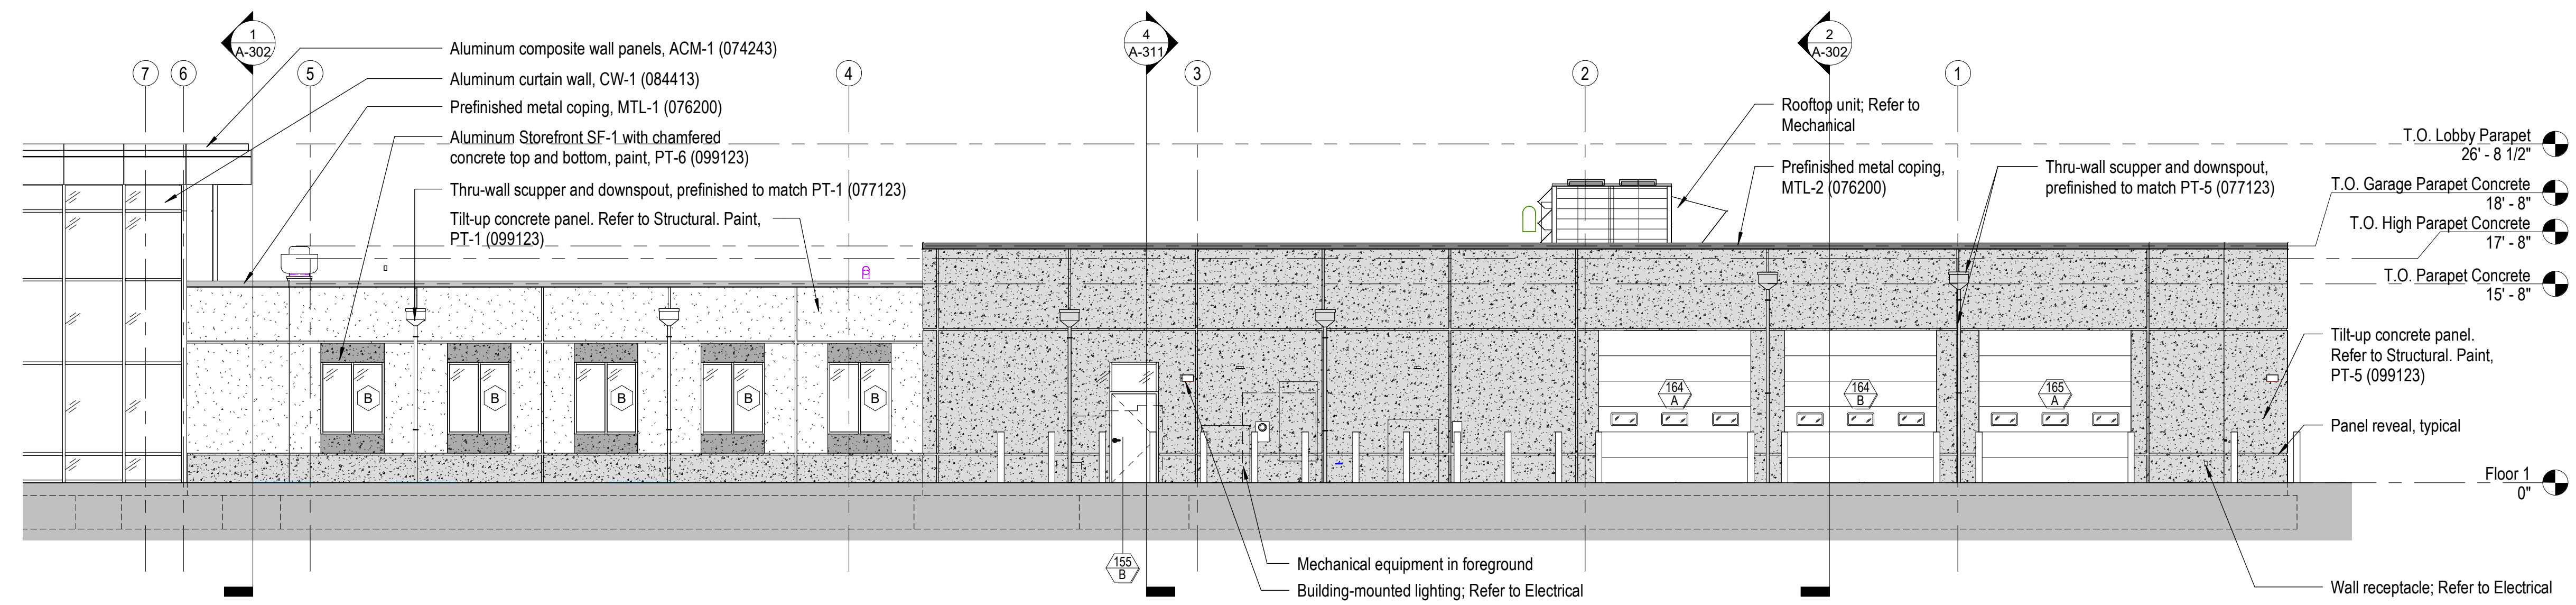 1
A-302
4
A-311
2
A-302
7
6
5
4
3
2
1
Aluminum composite wall panels, ACM-1 (074243)
Aluminum curtain wall, CW-1 (084413)
Prefinished metal coping, MTL-1 (076200)
Aluminum Storefront SF-1 with chamfered
concrete top and bottom, paint, PT-6 (099123)
Thru-wall scupper and downspout, prefinished to match PT-1 (077123)
Tilt-up concrete panel. Refer to Structural. Paint,
PT-1 (099123)
Rooftop unit; Refer to
Mechanical
Prefinished metal coping,
MTL-2 (076200)
Thru-wall scupper and downspout,
prefinished to match PT-5 (077123)
T.O. Lobby Parapet
26' - 8 1/2"
T.O. Garage Parapet Concrete
18' - 8"
T.O. High Parapet Concrete
17' - 8"
T.O. Parapet Concrete
15' - 8"
Tilt-up concrete panel.
Refer to Structural. Paint,
PT-5 (099123)
Panel reveal, typical
Floor 1
0"
B
B
B
B
B
164
A
164
B
165
A
155
B
Mechanical equipment in foreground
Building-mounted lighting; Refer to Electrical
Wall receptacle; Refer to Electrical